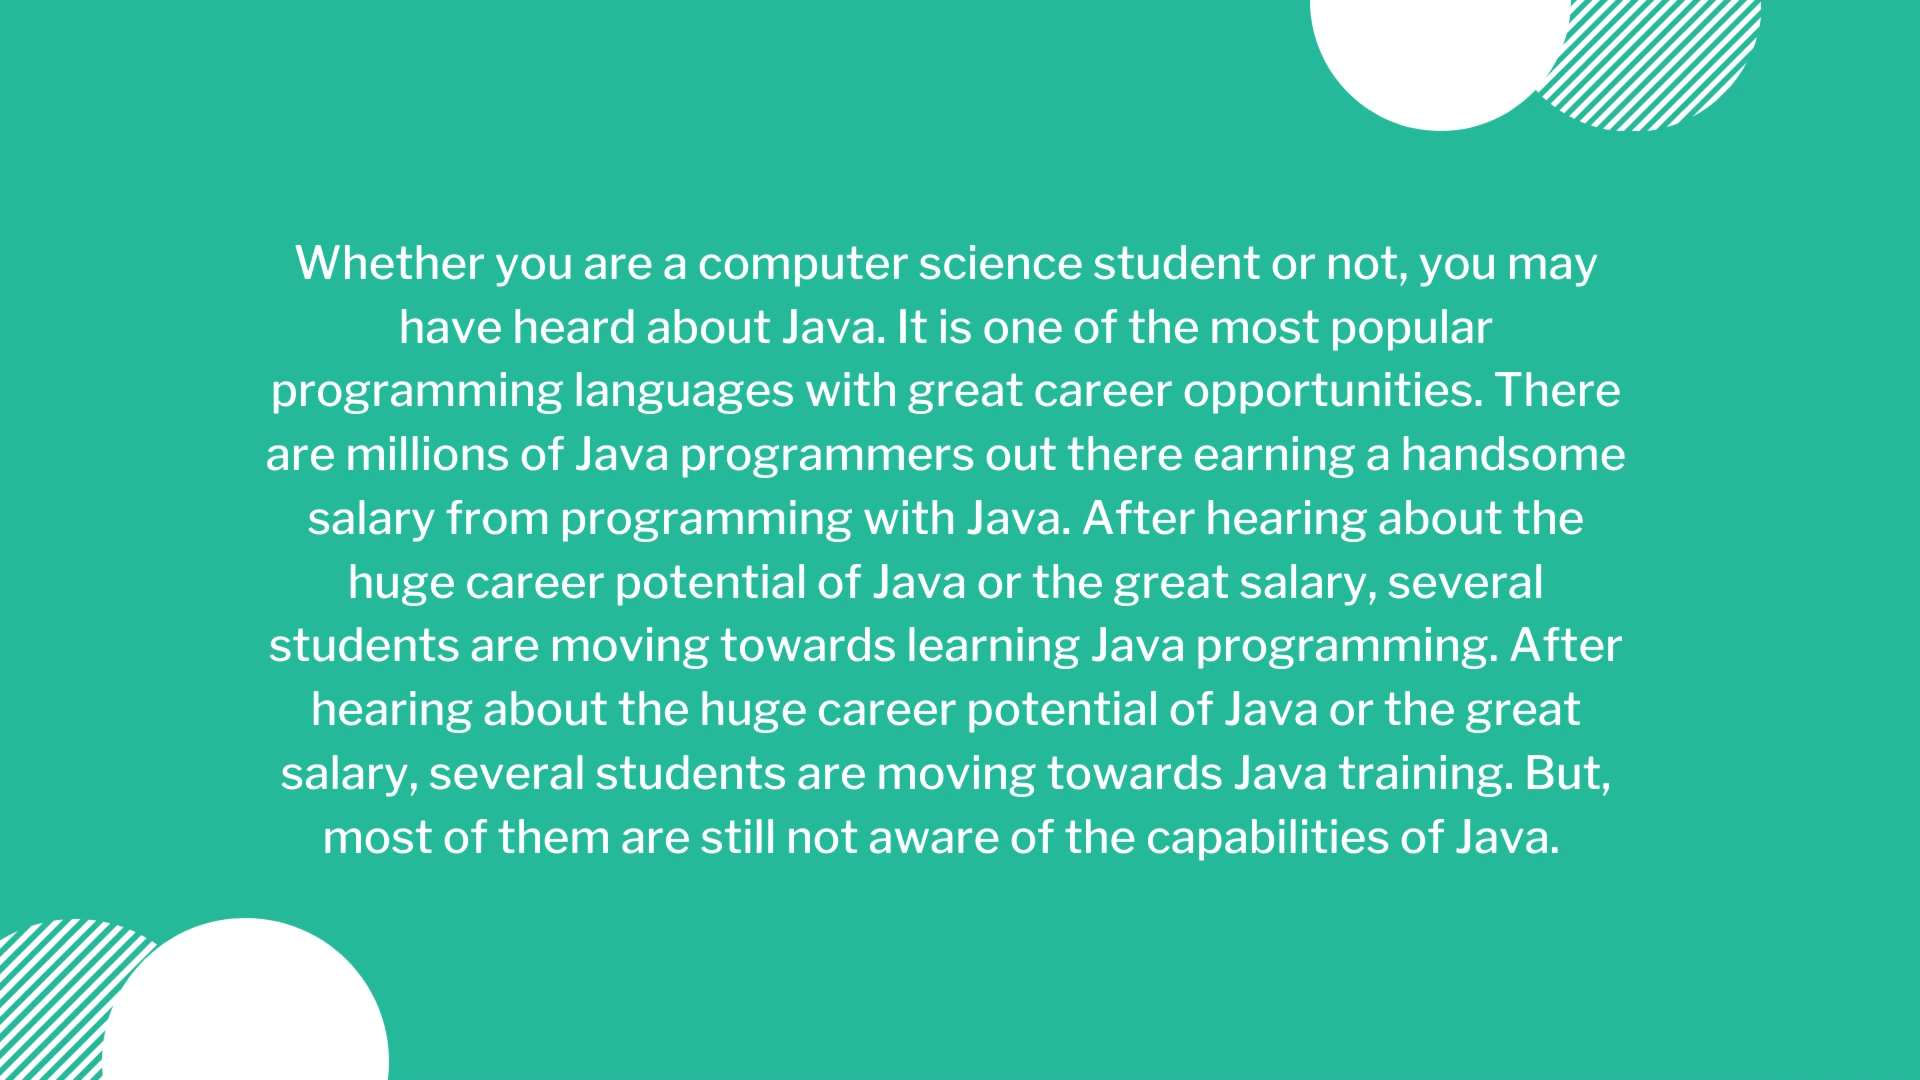 Whether you are a computer science student or not, you may
have heard about Java. It is one of the most popular
programming languages with great career opportunities. There
are millions of Java programmers out there earning a handsome
salary from programming with Java. After hearing about the
huge career potential of Java or the great salary, several
students are moving towards learning Java programming. After
hearing about the huge career potential of Java or the great
salary, several students are moving towards Java training. But,
most of them are still not aware of the capabilities of Java.